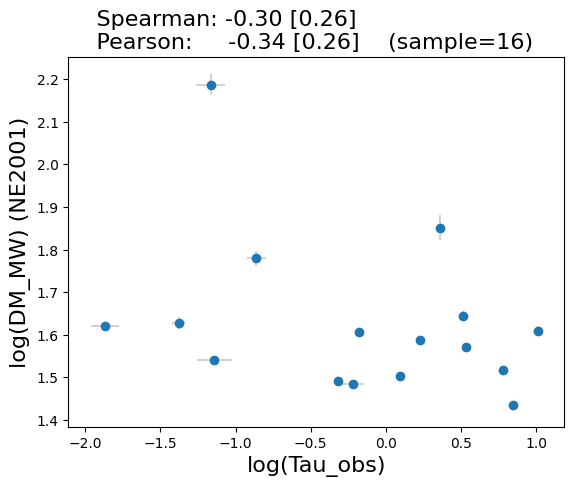 Spearman: -0.30 [0.26]
Pearson: -0.34 [0.26] (sample=16)
log(DM_MW) (NE2001)
2.2
2.1
2.0
1.9
1.8
1.7
1.6
1.5
1.4
-2.0 -1.5 -1.0 -0.5 0.0 0.5 1.0
log(Tau_obs)